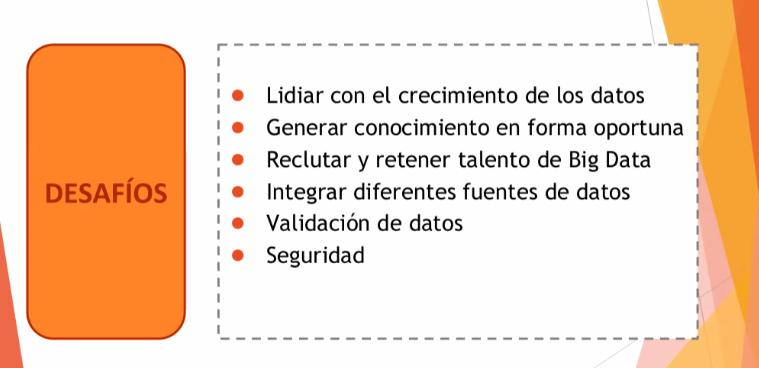 DESAFÍOS
Lidiar con el crecimiento de los datos
Generar conocimiento en forma oportuna
Reclutar y retener talento de Big Data
Integrar diferentes fuentes de datos
Validación de datos
Seguridad